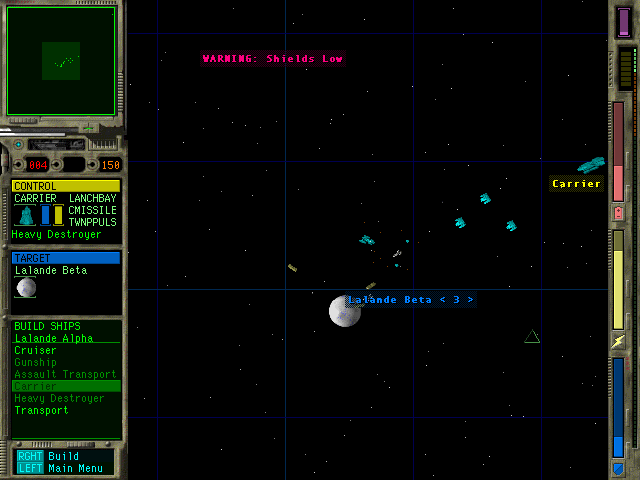 WARNING: Shields Low
004
150
CONTROL
CARRIER LANCHBAY
CMISSILE
TWNPPULS
Heavy Destroyer
TARGET
Lalande Beta
BUILD SHIPS
Lalande Alpha
Cruiser
Gunship
Assault Transport
Carrier
Heavy Destroyer
Transport
RGHT Build
LEFT Main Menu
Carrier
Lalande Beta < 3 >